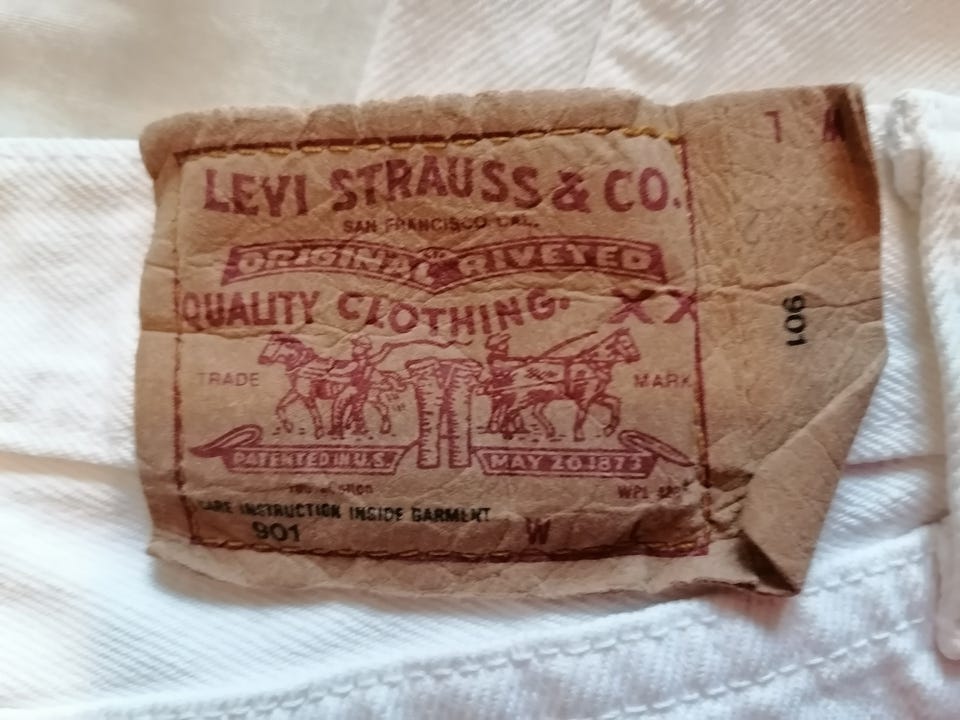 LEVI STRAUSS & CO.
SAN FRANCISCO CAL.
ORIGINAL RIVETED
QUALITY CLOTHING. XX
TRADE MARK
PATENTED IN U.S. MAY 20 1873
WPL
CARE INSTRUCTION INSIDE GARMENT
901 W L
901